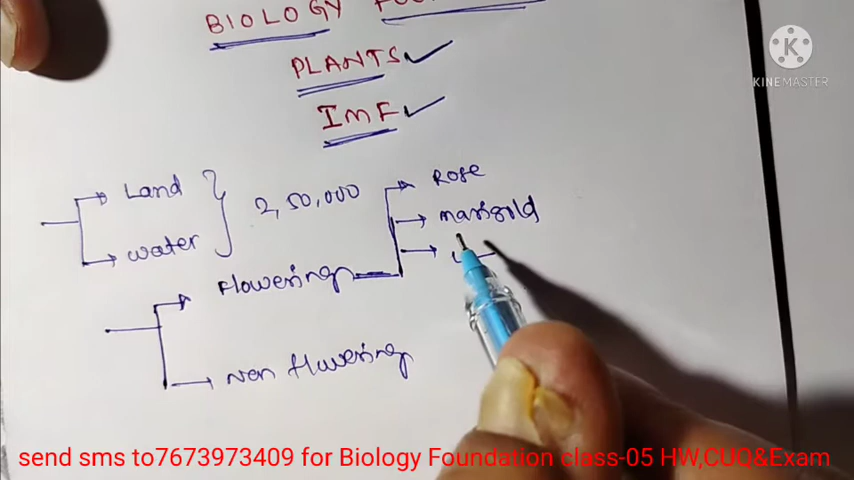 BIOLOGY
PLANTS
IMF
KINEMASTER
Land
water
2,50,000
Rose
marigold
Flowering
Non flowering
send sms to7673973409 for Biology Foundation class-05 HW,CUQ&Exam